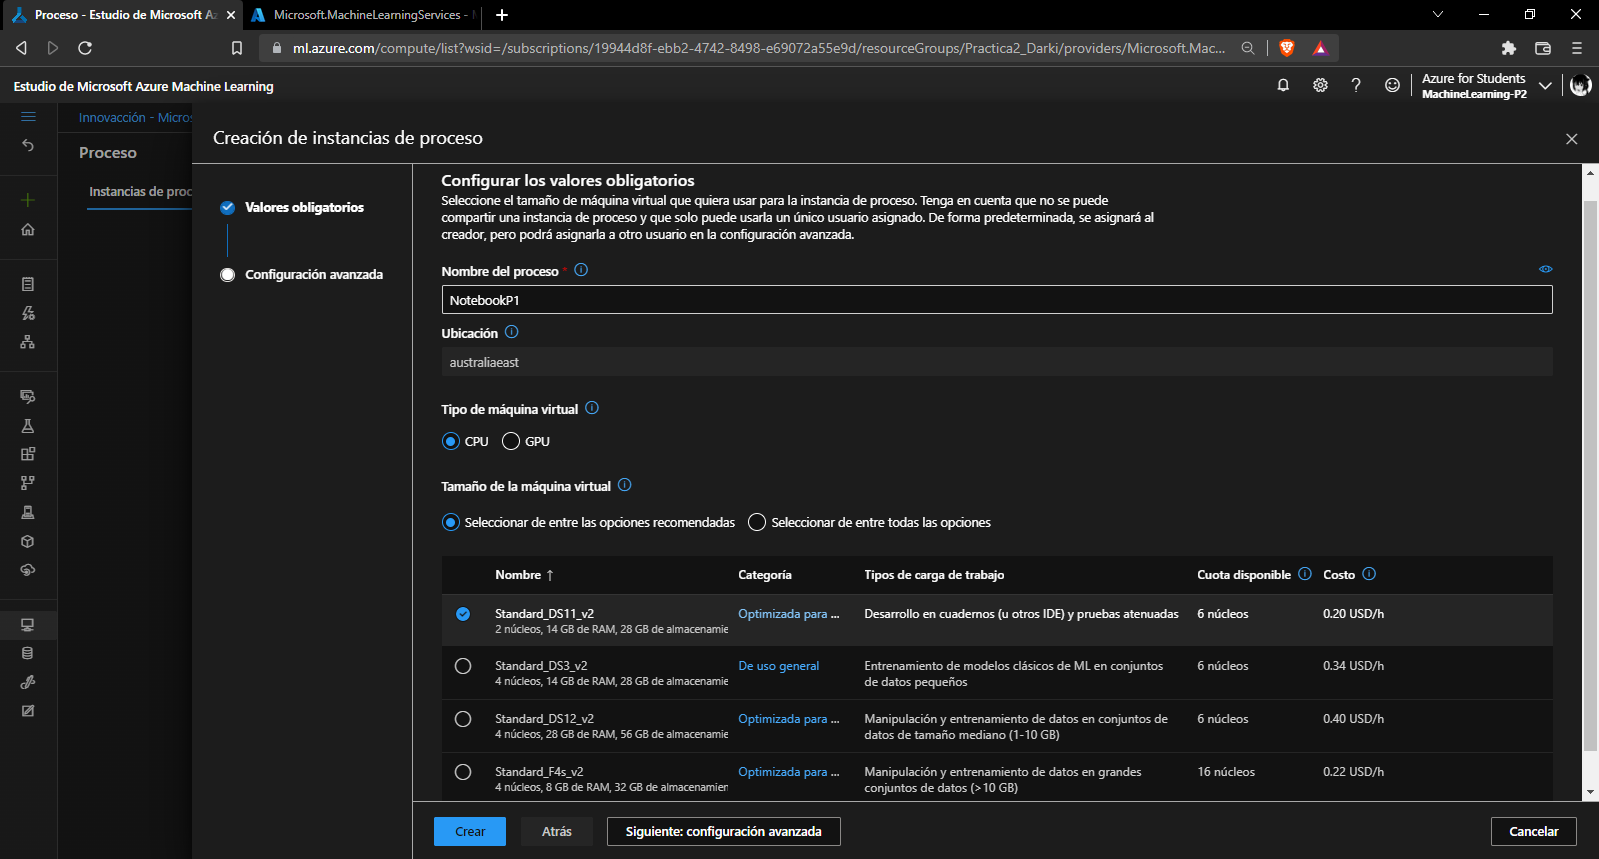 Proceso - Estudio de Microsoft Az
Microsoft.MachineLearningServices -
ml.azure.com/compute/list?wsid=/subscriptions/19944d8f-ebb2-4742-8498-e69072a55e9d/resourceGroups/Practica2_Darki/providers/Microsoft.Mac...
Estudio de Microsoft Azure Machine Learning
Azure for Students
MachineLearning-P2
Innovacción - Micros
Proceso
Instancias de proc
Creación de instancias de proceso
Valores obligatorios
Configuración avanzada
Configurar los valores obligatorios
Seleccione el tamaño de máquina virtual que quiera usar para la instancia de proceso. Tenga en cuenta que no se puede
compartir una instancia de proceso y que solo puede usarla un único usuario asignado. De forma predeterminada, se asignará al
creador, pero podrá asignarla a otro usuario en la configuración avanzada.
Nombre del proceso *
NotebookP1
Ubicación
australiaeast
Tipo de máquina virtual
CPU GPU
Tamaño de la máquina virtual
Seleccionar de entre las opciones recomendadas Seleccionar de entre todas las opciones
Nombre ↑ Categoría Tipos de carga de trabajo Cuota disponible Costo
Standard_DS11_v2 Optimizada para ... Desarrollo en cuadernos (u otros IDE) y pruebas atenuadas 6 núcleos 0.20 USD/h
2 núcleos, 14 GB de RAM, 28 GB de almacenamie
Standard_DS3_v2 De uso general Entrenamiento de modelos clásicos de ML en conjuntos 6 núcleos 0.34 USD/h
4 núcleos, 14 GB de RAM, 28 GB de almacenamie de datos pequeños
Standard_DS12_v2 Optimizada para ... Manipulación y entrenamiento de datos en conjuntos de 6 núcleos 0.40 USD/h
4 núcleos, 28 GB de RAM, 56 GB de almacenamie datos de tamaño mediano (1-10 GB)
Standard_F4s_v2 Optimizada para ... Manipulación y entrenamiento de datos en grandes 16 núcleos 0.22 USD/h
4 núcleos, 8 GB de RAM, 32 GB de almacenamien conjuntos de datos (>10 GB)
Crear Atrás Siguiente: configuración avanzada Cancelar